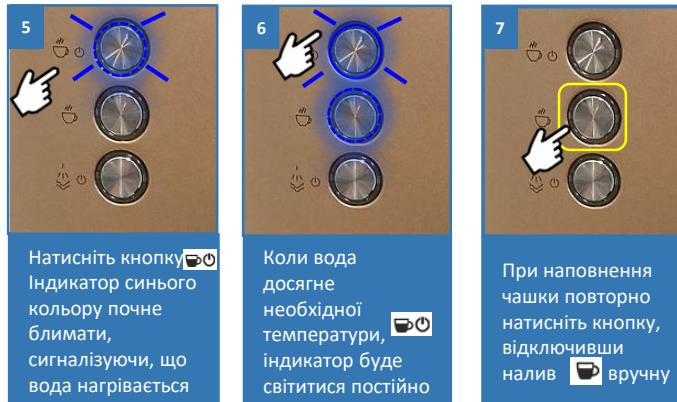 5
Натисніть кнопку
Індикатор синього
кольору почне
блимати,
сигналізуючи, що
вода нагрівається
6
Коли вода
досягне
необхідної
температури,
індикатор буде
світитися постійно
7
При наповнення
чашки повторно
натисніть кнопку,
відключивши
налив вручну